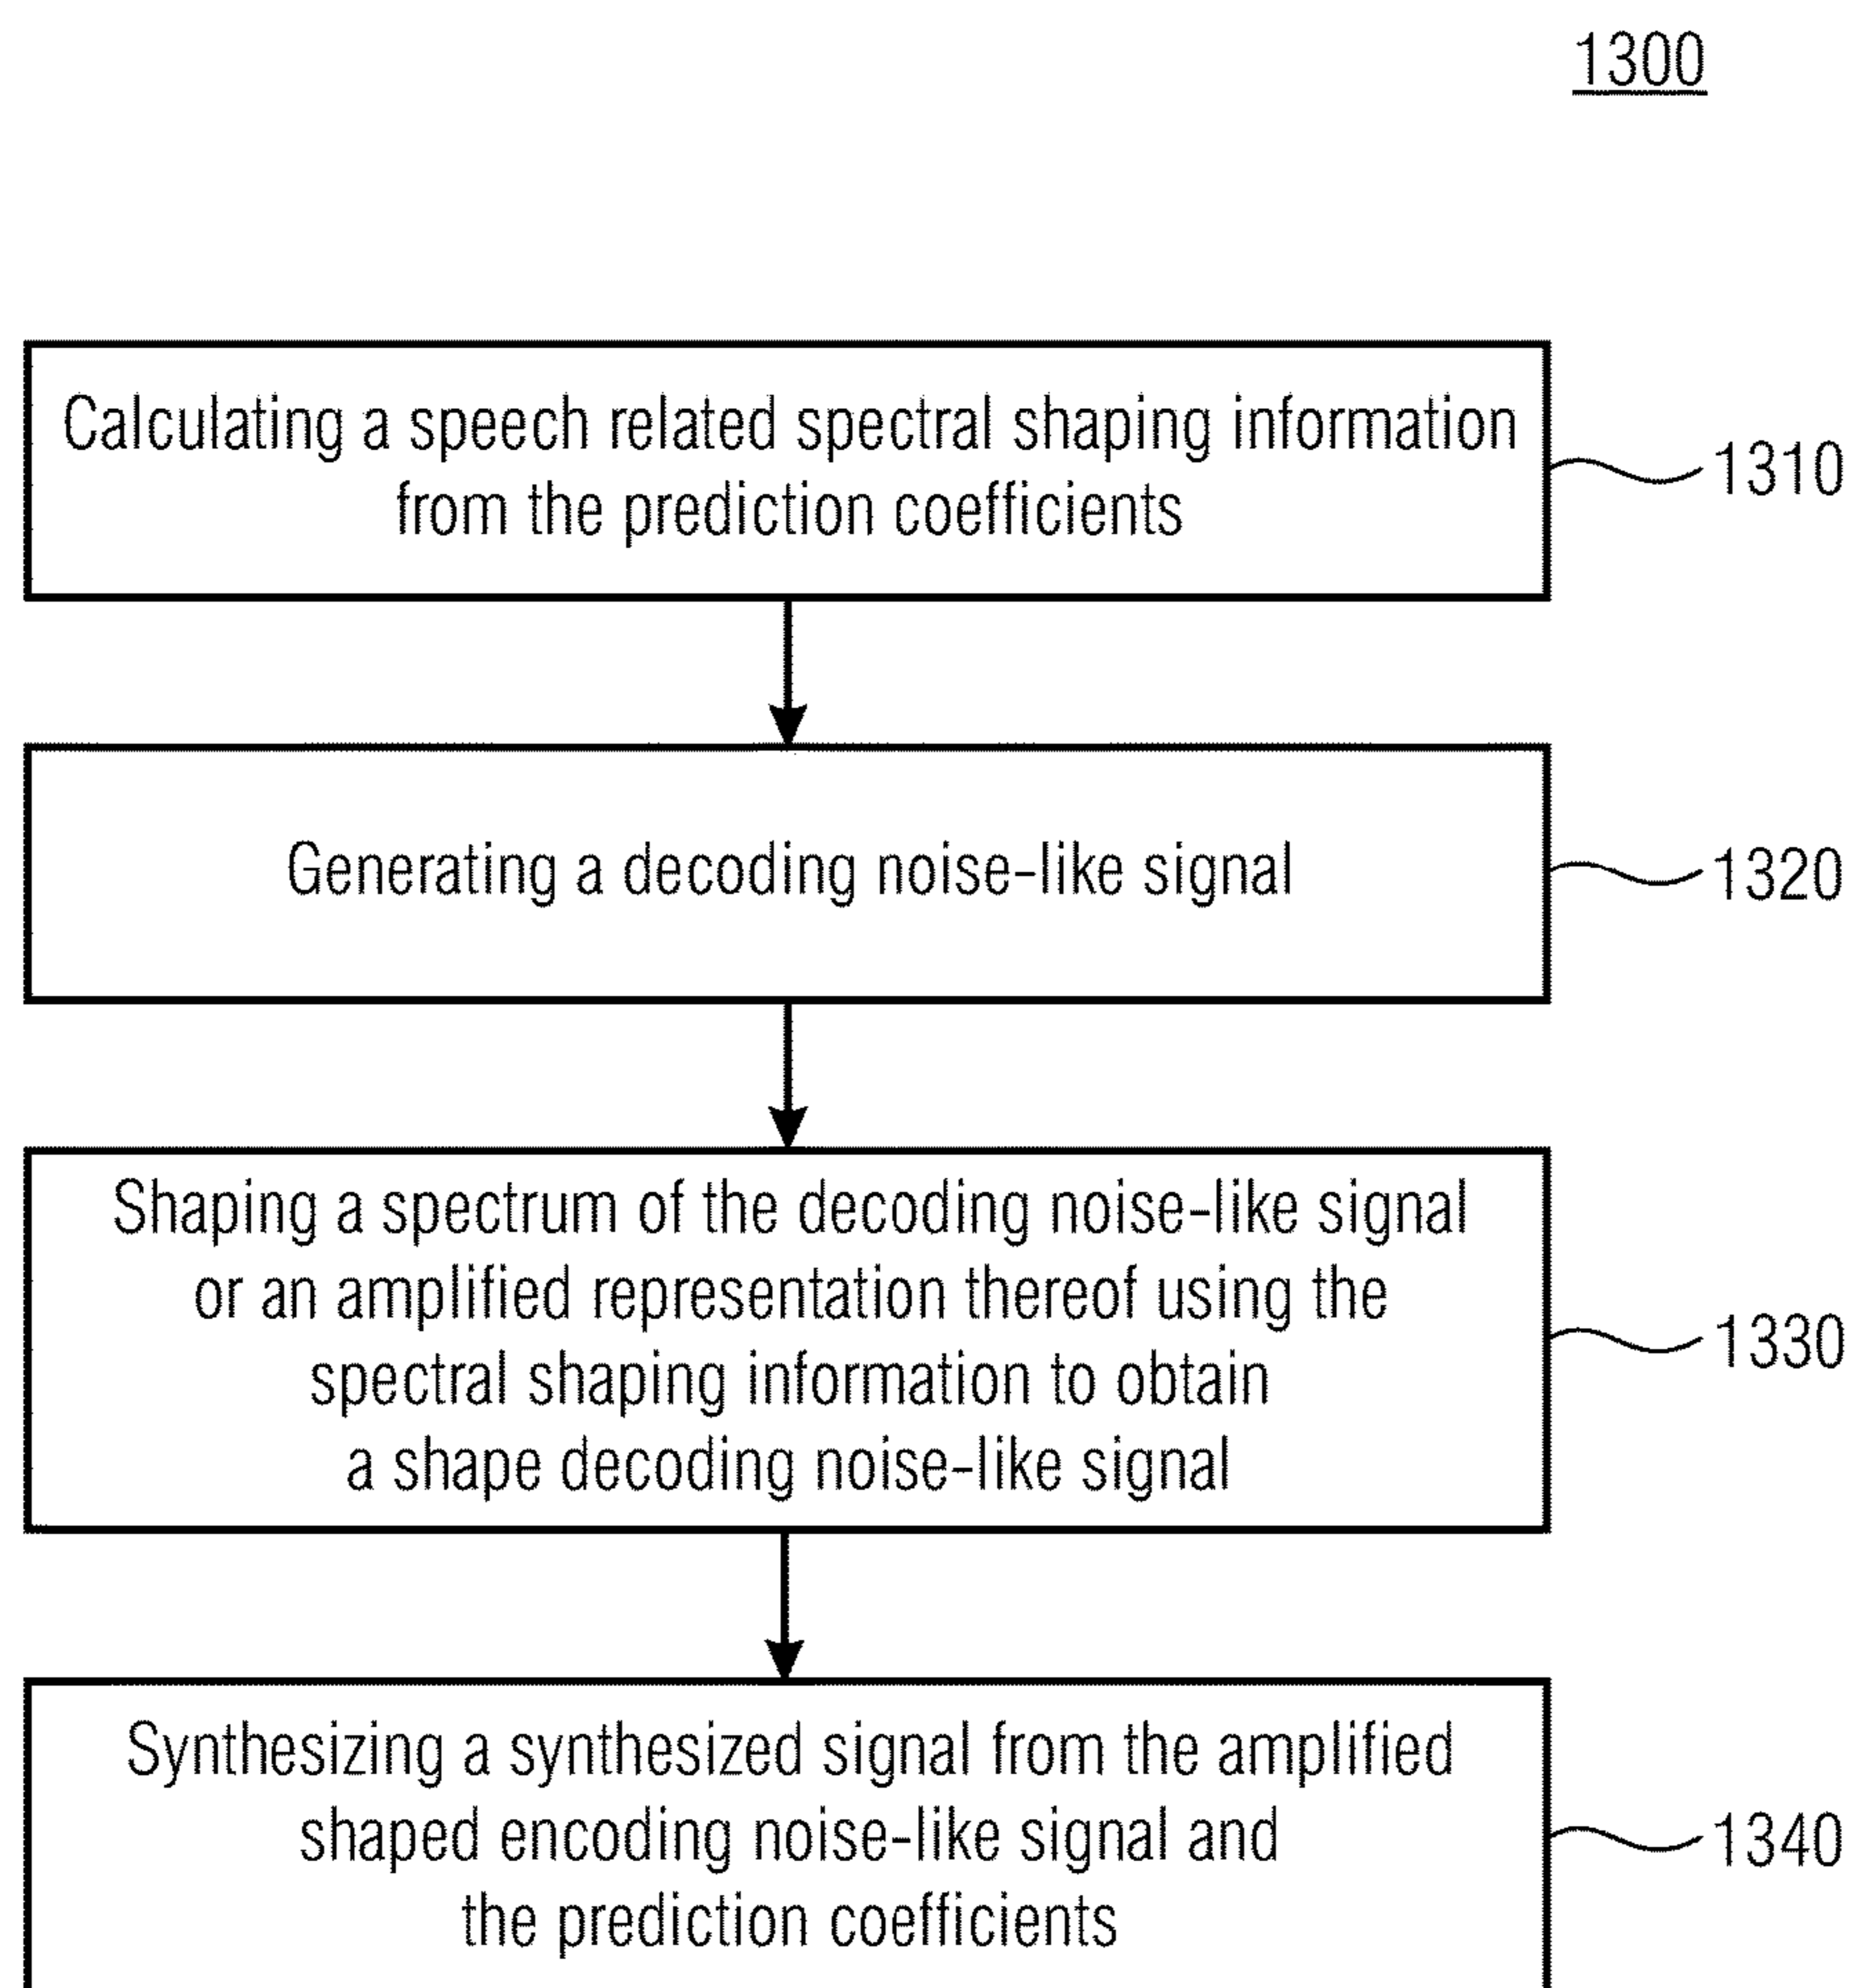 1300
Calculating a speech related spectral shaping information
from the prediction coefficients
1310
Generating a decoding noise-like signal
1320
Shaping a spectrum of the decoding noise-like signal
or an amplified representation thereof using the
spectral shaping information to obtain
a shape decoding noise-like signal
1330
Synthesizing a synthesized signal from the amplified
shaped encoding noise-like signal and
the prediction coefficients
1340